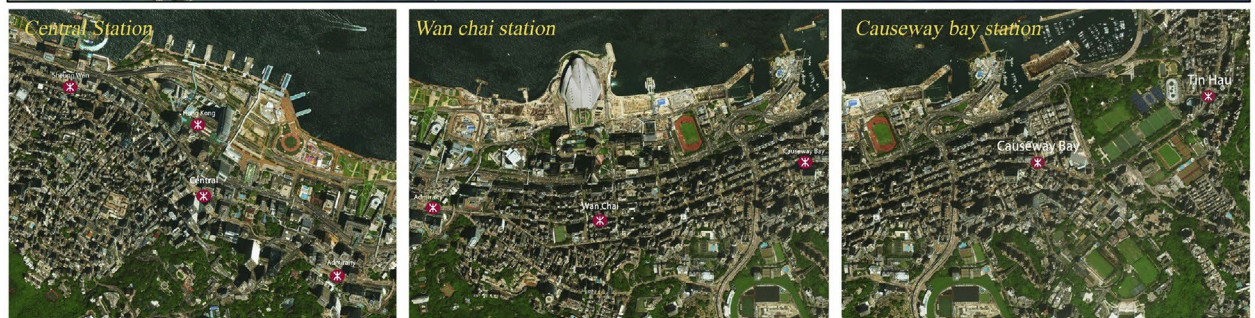 Central Station
Sheung Wan
Hong Kong
Central
Admiralty
Wan chai station
Causeway Bay
Admiralty
Wan Chai
Causeway bay station
Tin Hau
Causeway Bay